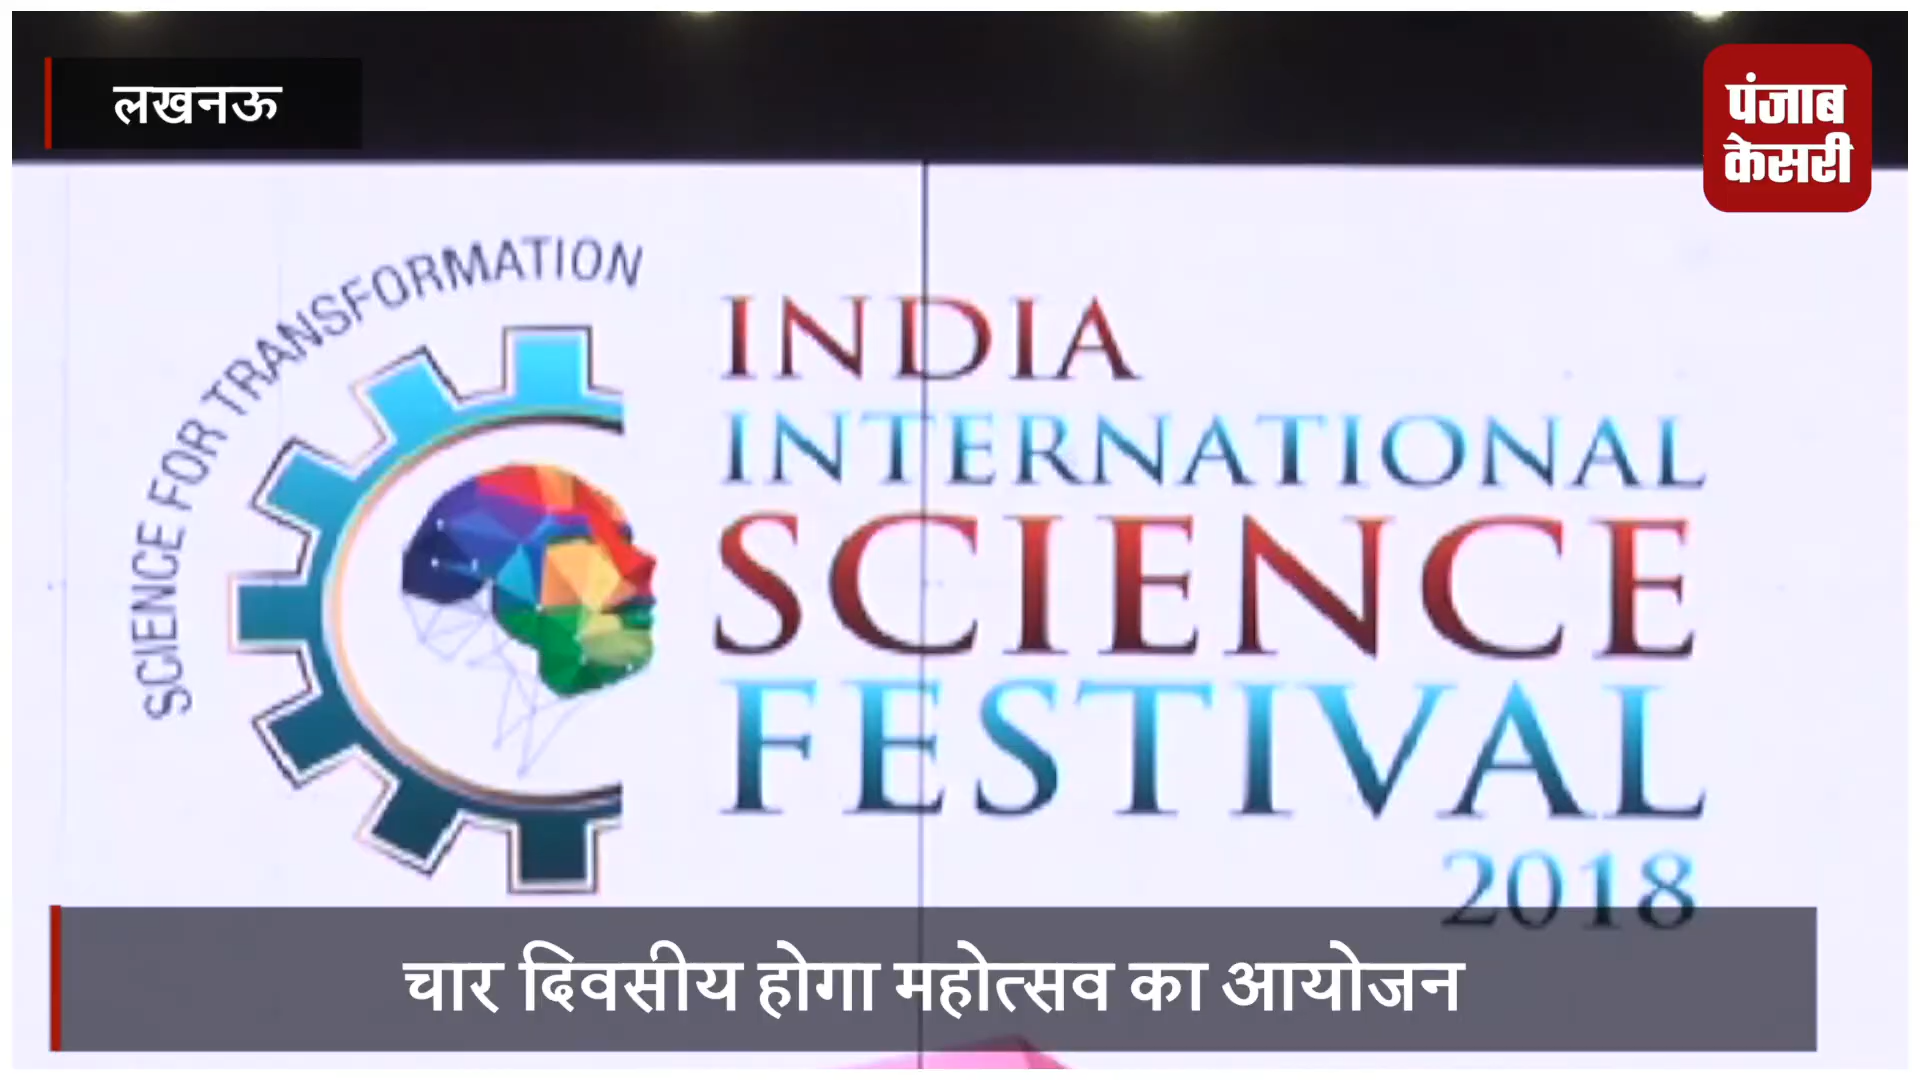 लखनऊ
पंजाब
केसरी
SCIENCE FOR TRANSFORMATION
INDIA
INTERNATIONAL
SCIENCE
FESTIVAL
2018
चार दिवसीय होगा महोत्सव का आयोजन